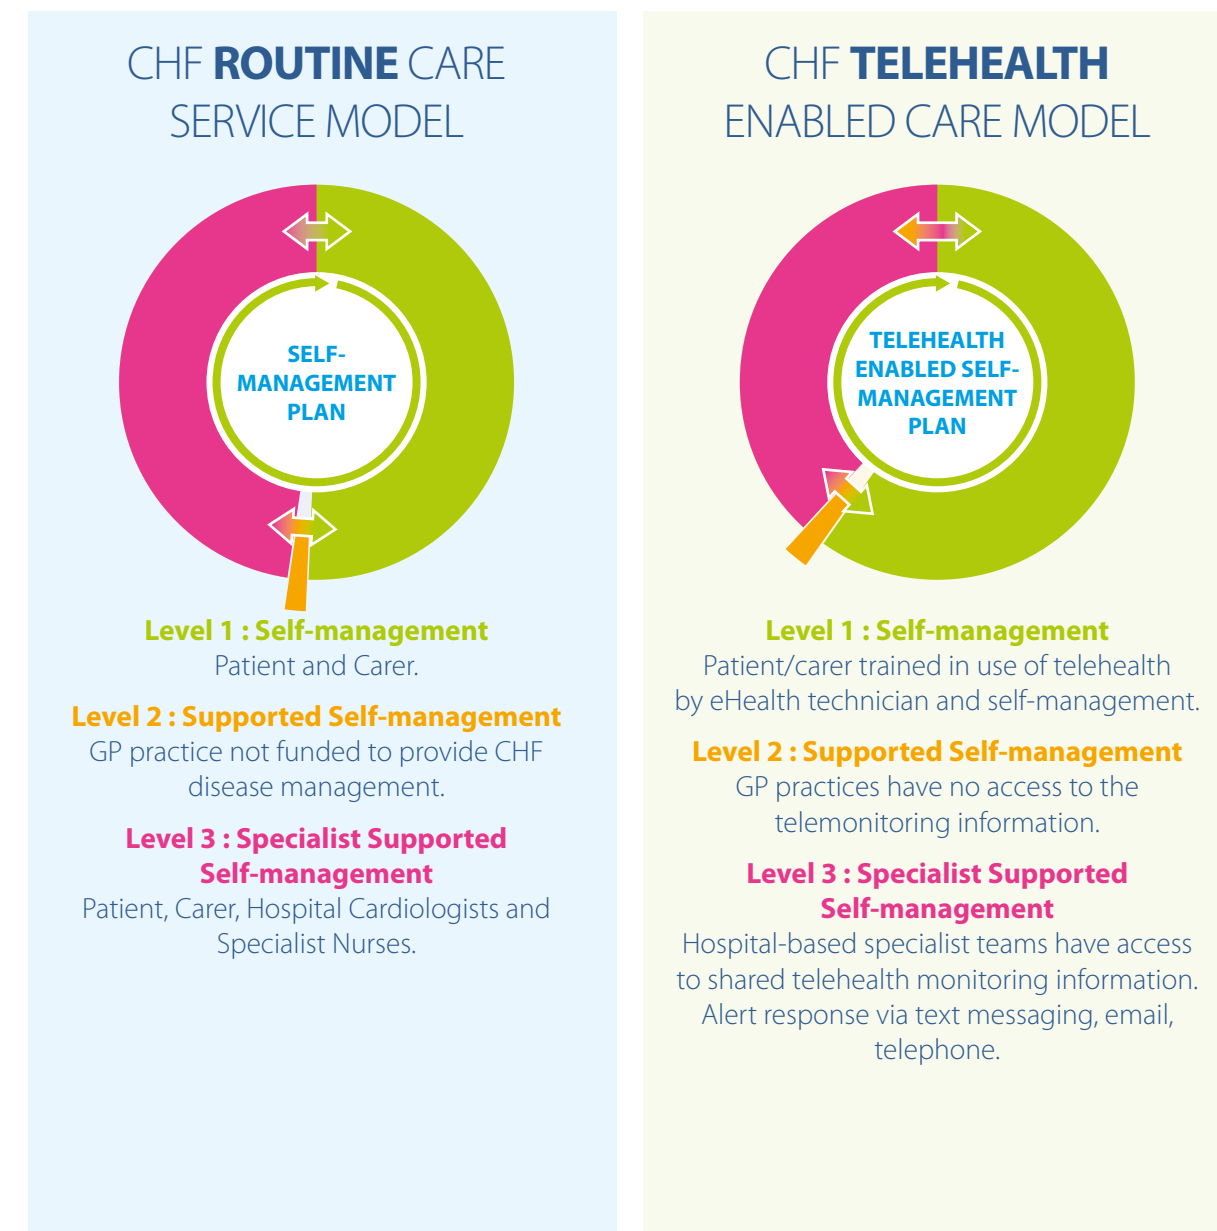 CHF ROUTINE CARE
SERVICE MODEL
SELF-
MANAGEMENT
PLAN
Level 1 : Self-management
Patient and Carer.
Level 2 : Supported Self-management
GP practice not funded to provide CHF
disease management.
Level 3 : Specialist Supported
Self-management
Patient, Carer, Hospital Cardiologists and
Specialist Nurses.
CHF TELEHEALTH
ENABLED CARE MODEL
TELEHEALTH
ENABLED SELF-
MANAGEMENT
PLAN
Level 1 : Self-management
Patient/carer trained in use of telehealth
by eHealth technician and self-management.
Level 2 : Supported Self-management
GP practices have no access to the
telemonitoring information.
Level 3 : Specialist Supported
Self-management
Hospital-based specialist teams have access
to shared telehealth monitoring information.
Alert response via text messaging, email,
telephone.